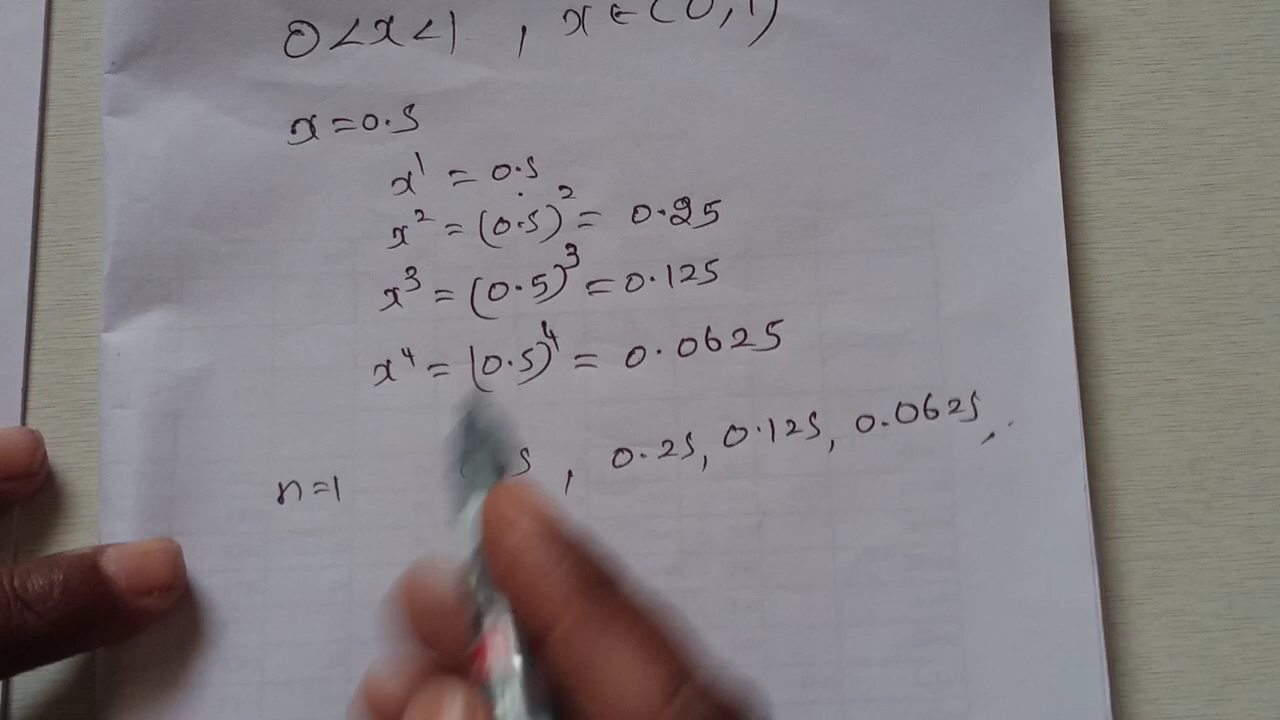 0<x<1 , x ∈ (0,1)
x=0.5
x¹ = 0.5
x² = (0.5)² = 0.25
x³ = (0.5)³ = 0.125
x⁴ = (0.5)⁴ = 0.0625
n=1 5 , 0.25, 0.125, 0.0625, .